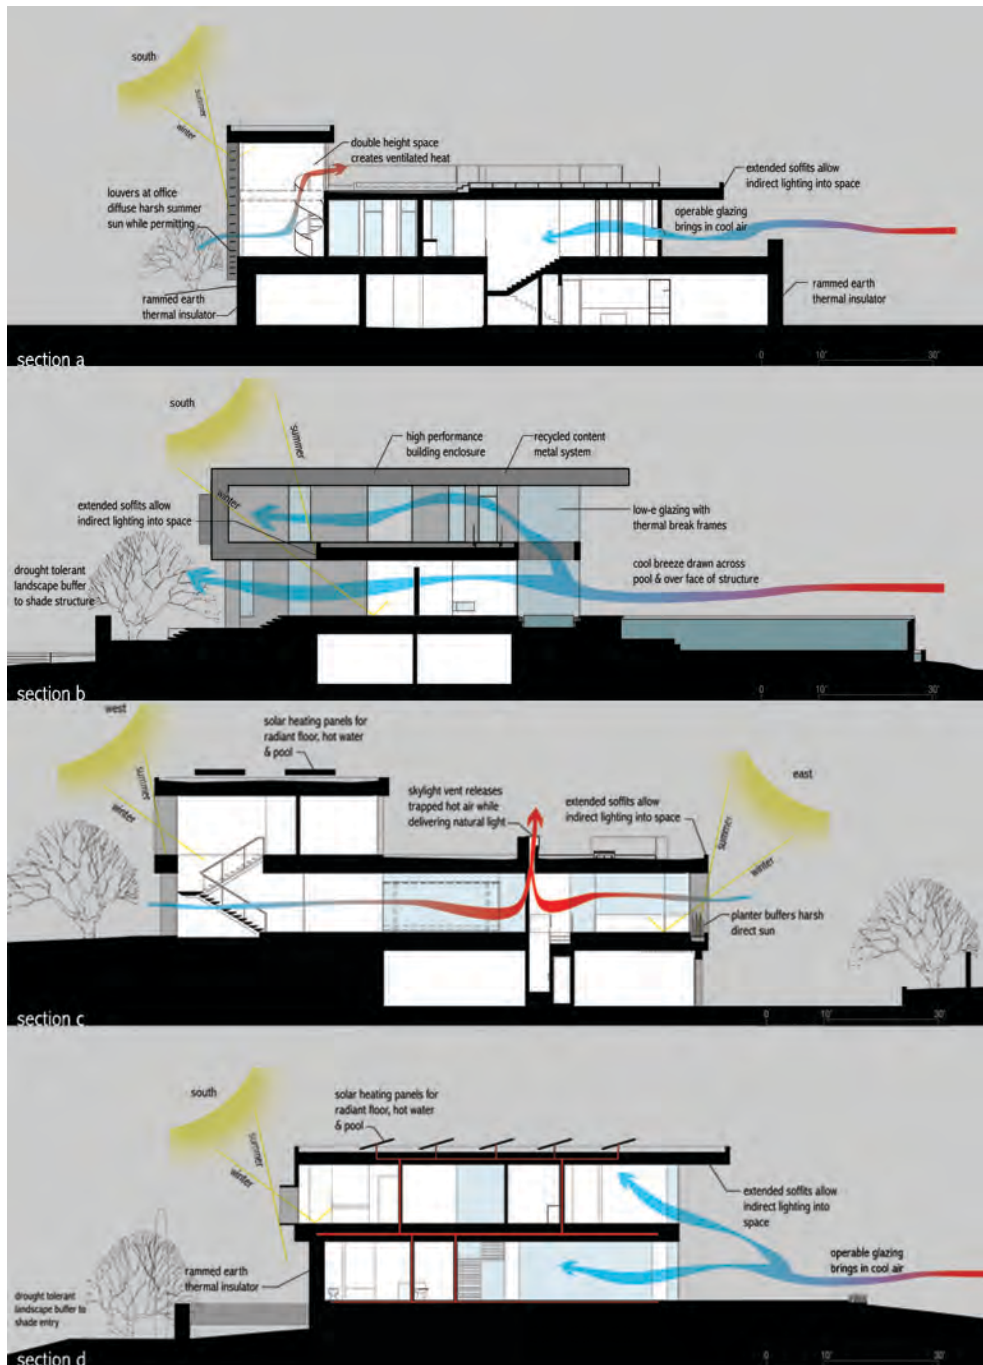 south
summer
winter
double height space
creates ventilated heat
louvers at office
diffuse harsh summer
sun while permitting
extended soffits allow
indirect lighting into space
operable glazing
brings in cool air
rammed earth
thermal insulator
rammed earth
thermal insulator
section a
0 10' 30'
south
summer
winter
high performance
building enclosure
recycled content
metal system
extended soffits allow
indirect lighting into space
low-e glazing with
thermal break frames
drought tolerant
landscape buffer
to shade structure
cool breeze drawn across
pool & over face of structure
section b
0 10' 30'
west
summer
winter
solar heating panels for
radiant floor, hot water
& pool
skylight vent releases
trapped hot air while
delivering natural light
extended soffits allow
indirect lighting into space
east
summer
winter
planter buffers harsh
direct sun
section c
0 10' 30'
south
summer
winter
solar heating panels for
radiant floor, hot water
& pool
extended soffits allow
indirect lighting into
space
operable glazing
brings in cool air
rammed earth
thermal insulator
drought tolerant
landscape buffer to
shade entry
section d